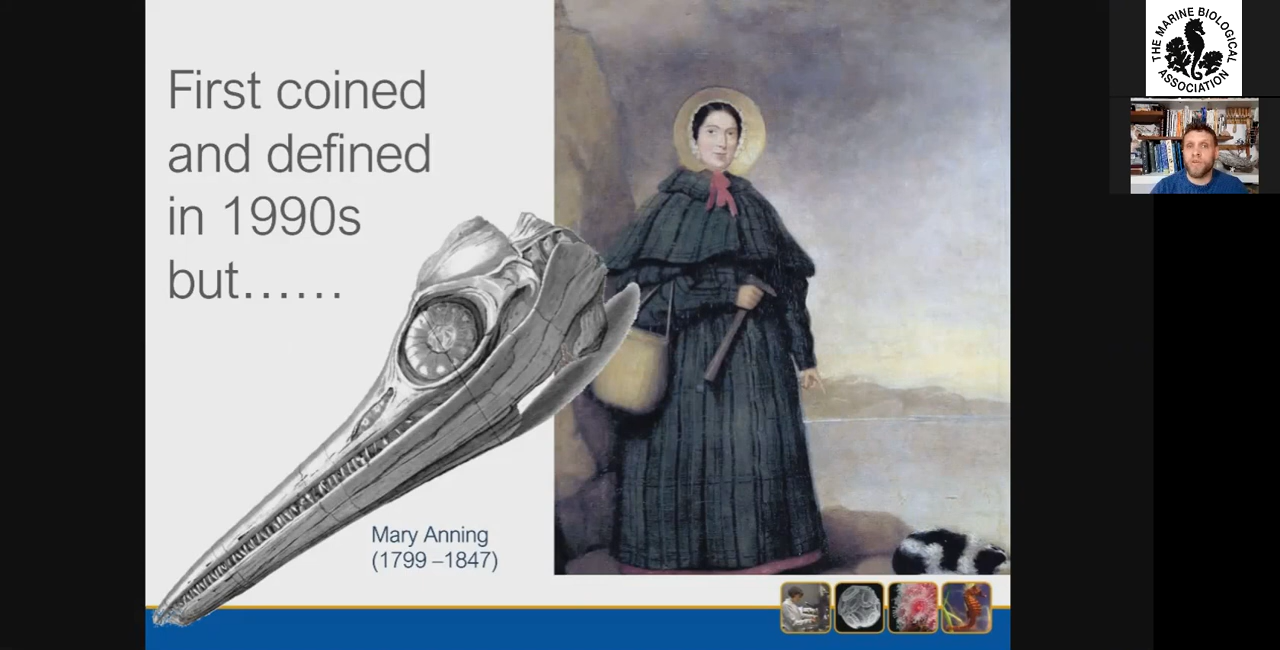 First coined
and defined
in 1990s
but……
Mary Anning
(1799 –1847)
THE MARINE BIOLOGICAL
ASSOCIATION